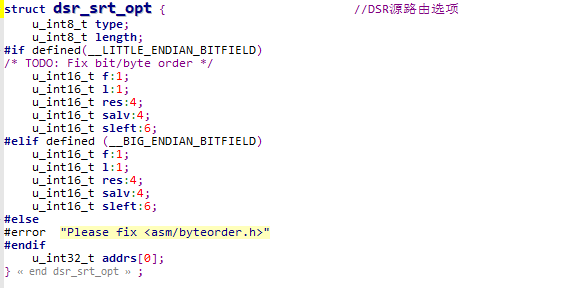 struct dsr_srt_opt { //DSR源路由选项
u_int8_t type;
u_int8_t length;
#if defined(__LITTLE_ENDIAN_BITFIELD)
/* TODO: Fix bit/byte order */
u_int16_t f:1;
u_int16_t l:1;
u_int16_t res:4;
u_int16_t salv:4;
u_int16_t sleft:6;
#elif defined (__BIG_ENDIAN_BITFIELD)
u_int16_t f:1;
u_int16_t l:1;
u_int16_t res:4;
u_int16_t salv:4;
u_int16_t sleft:6;
#else
#error "Please fix <asm/byteorder.h>"
#endif
u_int32_t addrs[0];
} « end dsr_srt_opt » ;